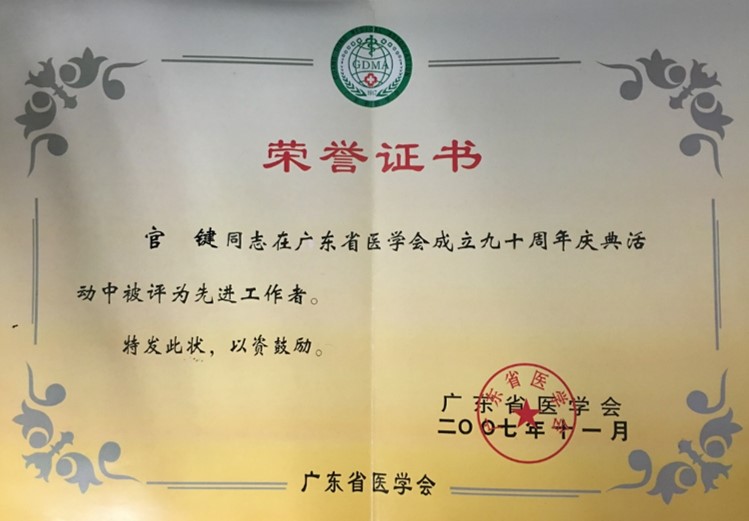 GDMA
1917
荣誉证书
官 键同志在广东省医学会成立九十周年庆典活
动中被评为先进工作者。
特发此状，以资鼓励。
广东省医学会
广东省医学会
二〇〇七年十一月
广东省医学会